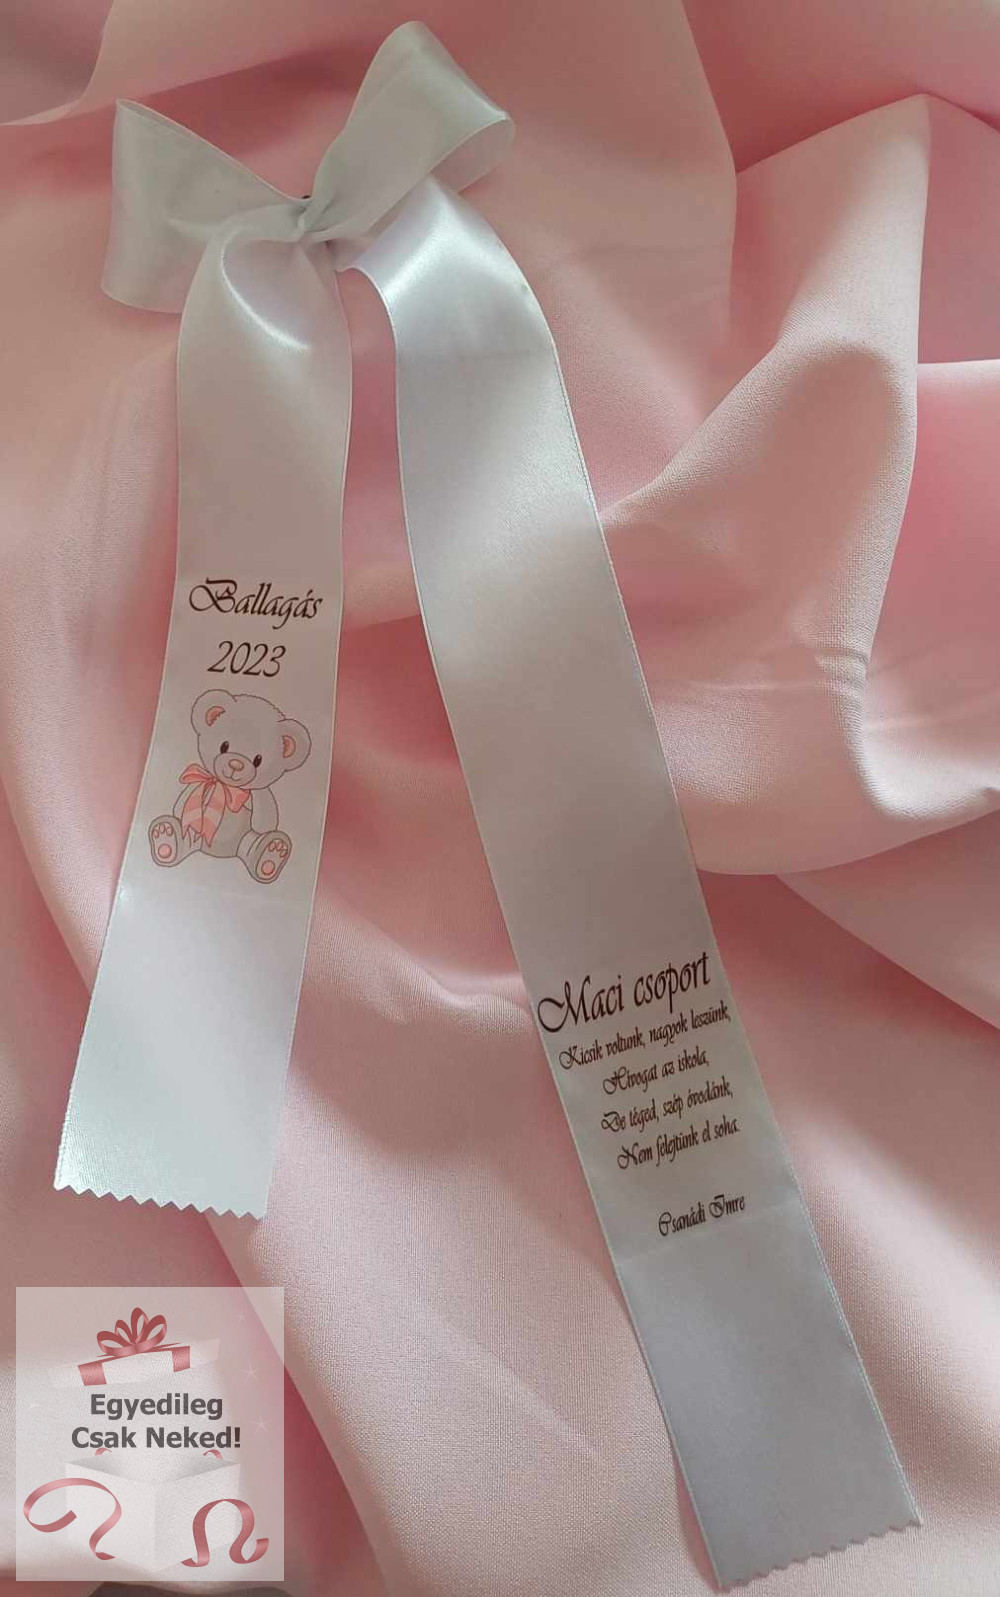 Ballagás
2023
Maci csoport
Kicsik voltunk, nagyok leszünk,
Hívogat az iskola,
De téged, szép óvodánk,
Nem felejtünk el soha.
Csanádi Imre
Egyedileg
Csak Neked!